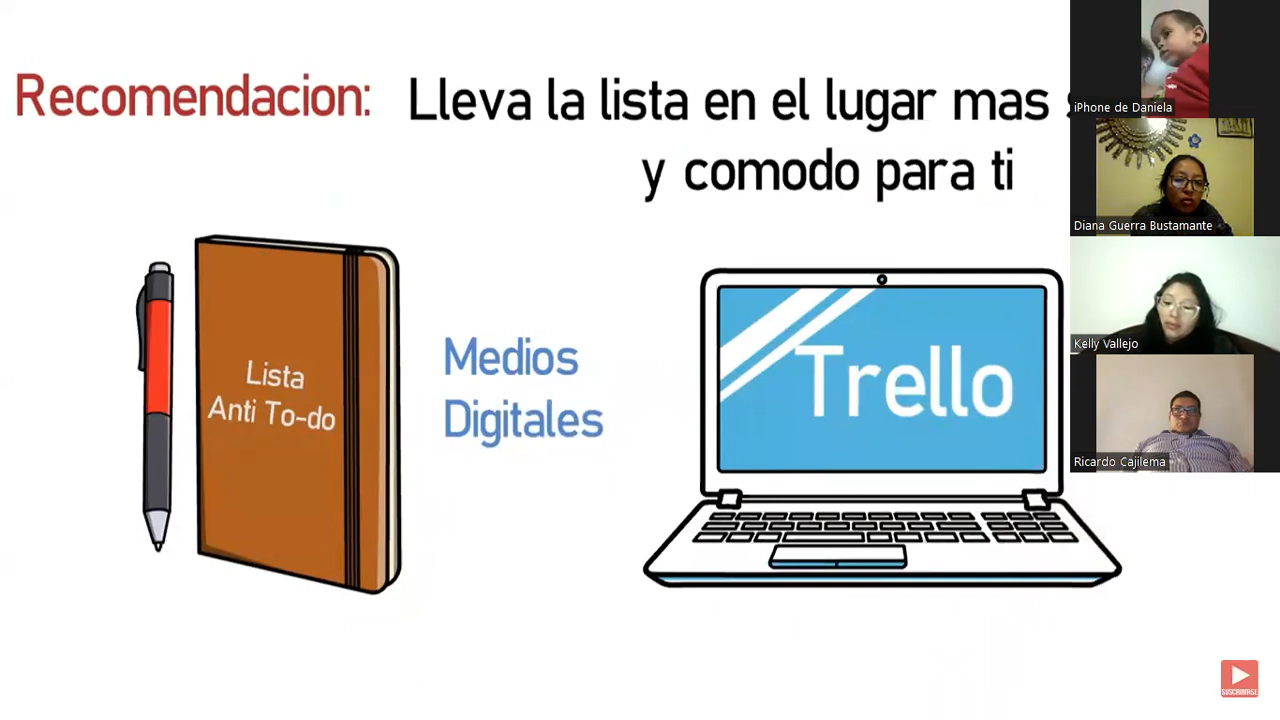 Recomendacion: Lleva la lista en el lugar mas
y comodo para ti
Lista
Anti To-do
Medios
Digitales
Trello
iPhone de Daniela
Diana Guerra Bustamante
Kelly Vallejo
Ricardo Cajilema
SUSCRIBIRSE